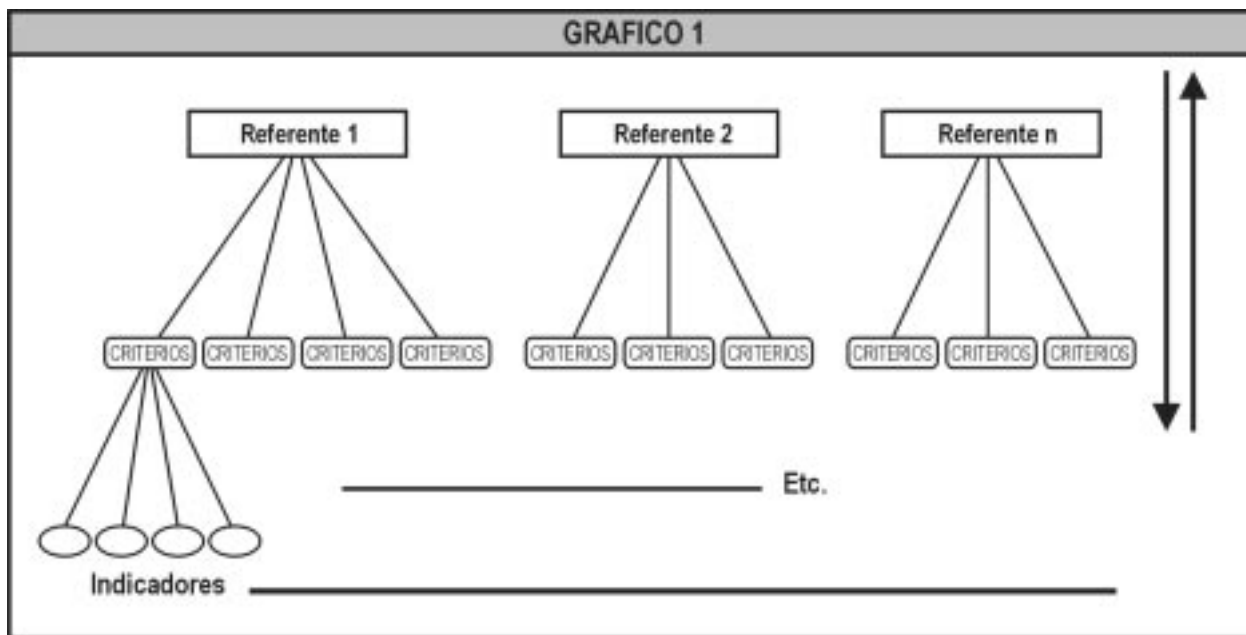 GRAFICO 1
Referente 1 Referente 2 Referente n
CRITERIOS CRITERIOS CRITERIOS CRITERIOS CRITERIOS CRITERIOS CRITERIOS CRITERIOS CRITERIOS CRITERIOS
Etc.
Indicadores